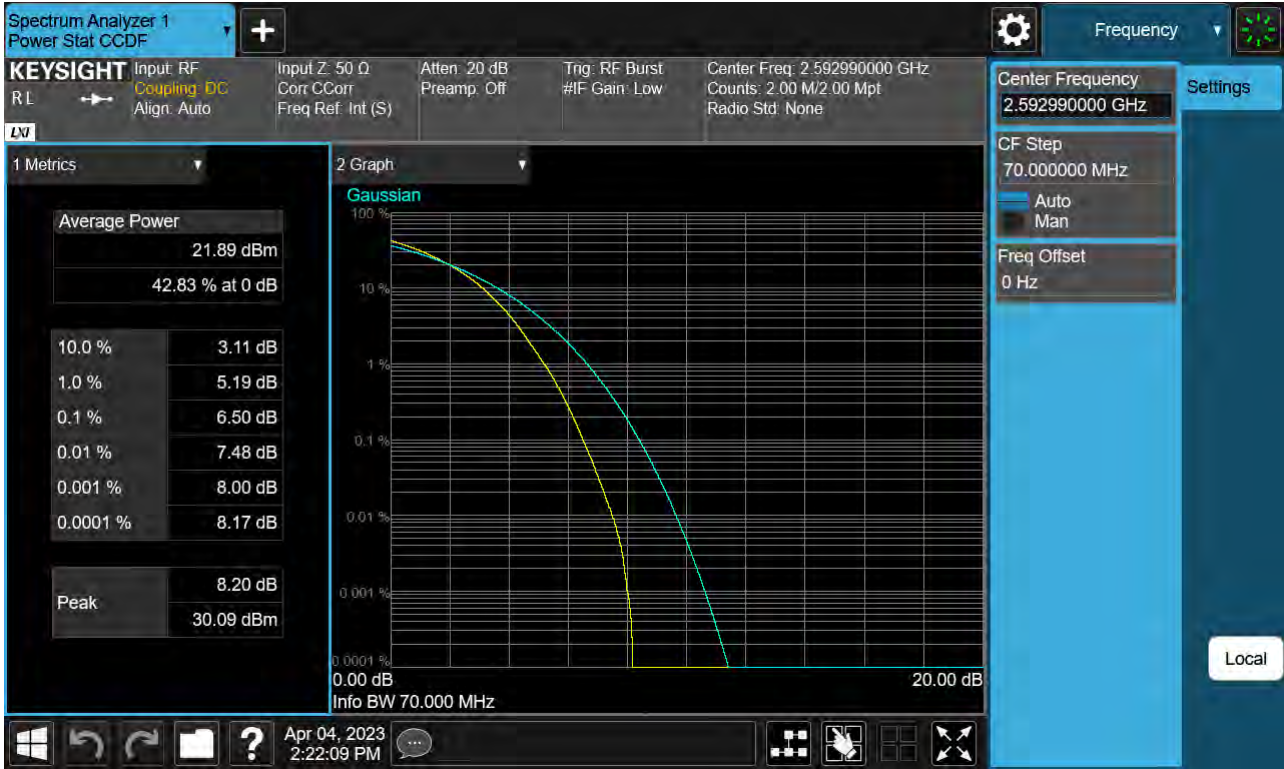 Spectrum Analyzer 1
Power Stat CCDF
+
Frequency
KEYSIGHT
R L
LXI
Input: RF
Coupling: DC
Align: Auto
Input Z: 50 Ω
Corr CCorr
Freq Ref: Int (S)
Atten: 20 dB
Preamp: Off
Trig: RF Burst
#IF Gain: Low
Center Freq: 2.592990000 GHz
Counts: 2.00 M/2.00 Mpt
Radio Std: None
1 Metrics
Average Power
21.89 dBm
42.83 % at 0 dB
10.0 % 3.11 dB
1.0 % 5.19 dB
0.1 % 6.50 dB
0.01 % 7.48 dB
0.001 % 8.00 dB
0.0001 % 8.17 dB
Peak
8.20 dB
30.09 dBm
2 Graph
Gaussian
100 %
10 %
1 %
0.1 %
0.01 %
0.001 %
0.0001 %
0.00 dB 20.00 dB
Info BW 70.000 MHz
Center Frequency
2.592990000 GHz
CF Step
70.000000 MHz
Auto
Man
Freq Offset
0 Hz
Settings
Local
?
Apr 04, 2023
2:22:09 PM